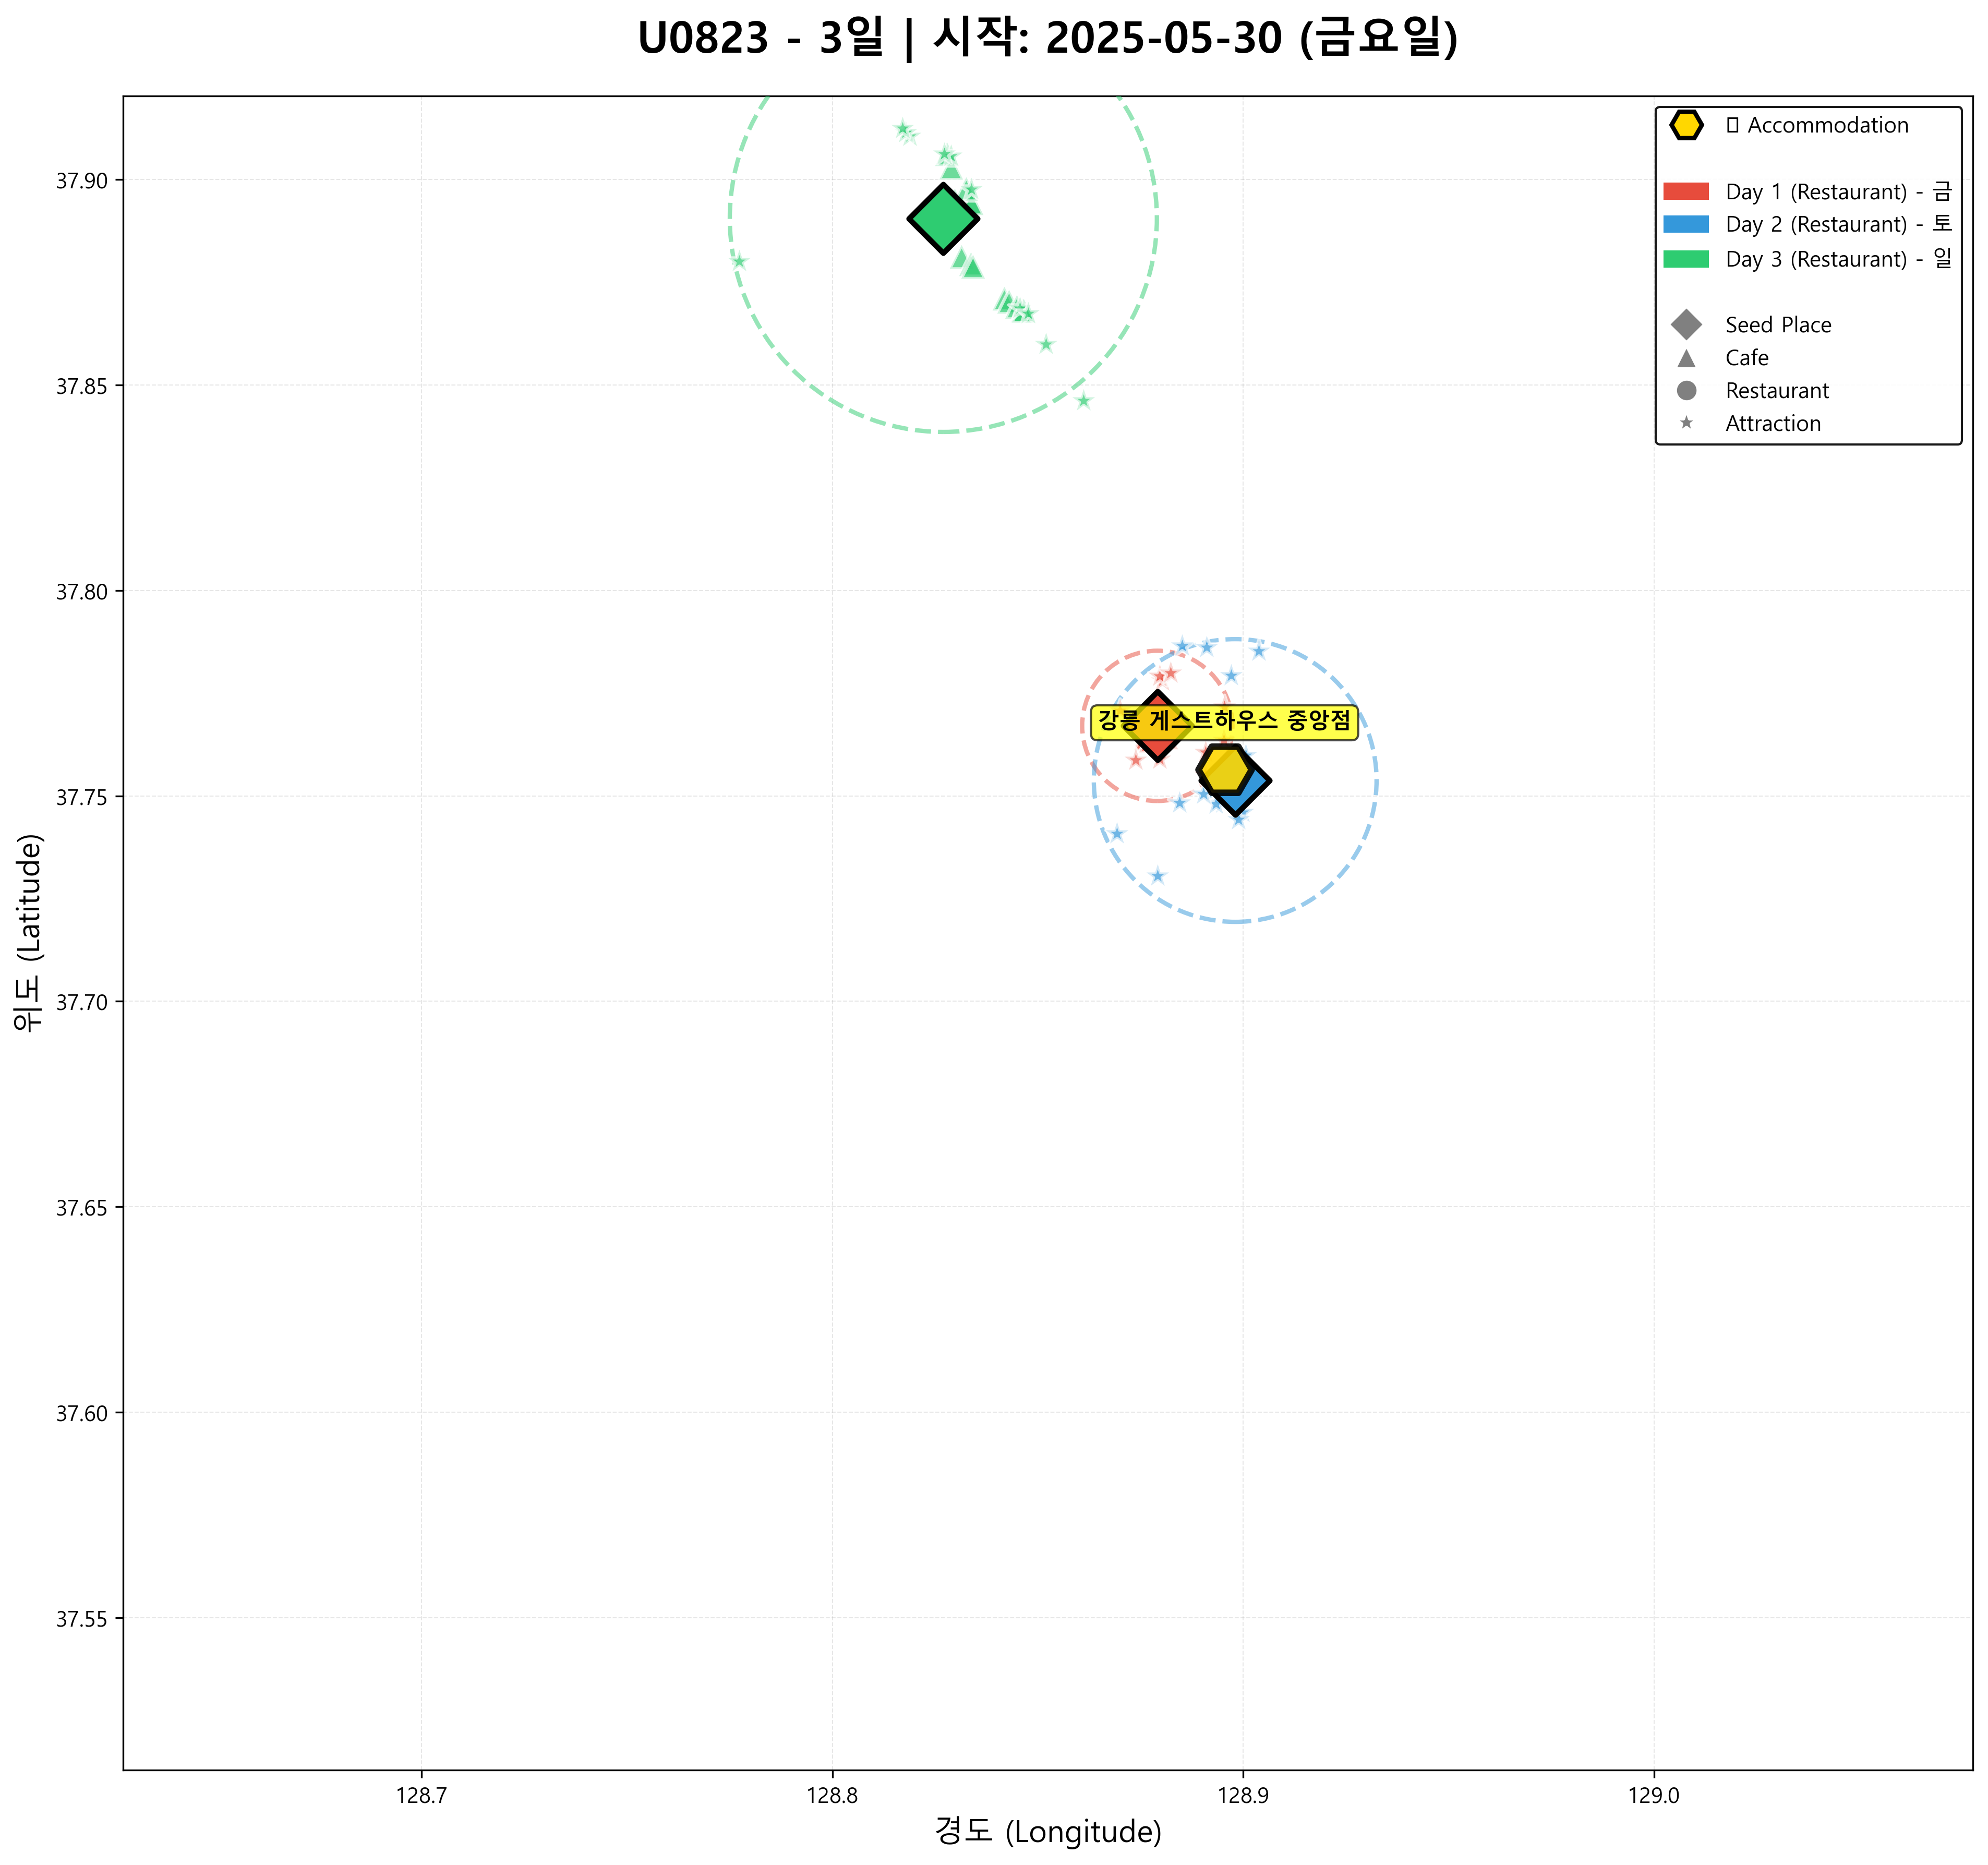 U0823 - 3일 | 시작: 2025-05-30 (금요일)
Accommodation
Day 1 (Restaurant) - 금
Day 2 (Restaurant) - 토
Day 3 (Restaurant) - 일
Seed Place
Cafe
Restaurant
Attraction
37.90
37.85
37.80
37.75
37.70
37.65
37.60
37.55
위도 (Latitude)
강릉 게스트하우스 중앙점
128.7
128.8
128.9
129.0
경도 (Longitude)